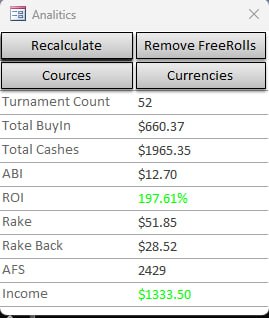 Analitics
Recalculate Remove FreeRolls
Cources Currencies
Turnament Count 52
Total BuyIn $660.37
Total Cashes $1965.35
ABI $12.70
ROI 197.61%
Rake $51.85
Rake Back $28.52
AFS 2429
Income $1333.50